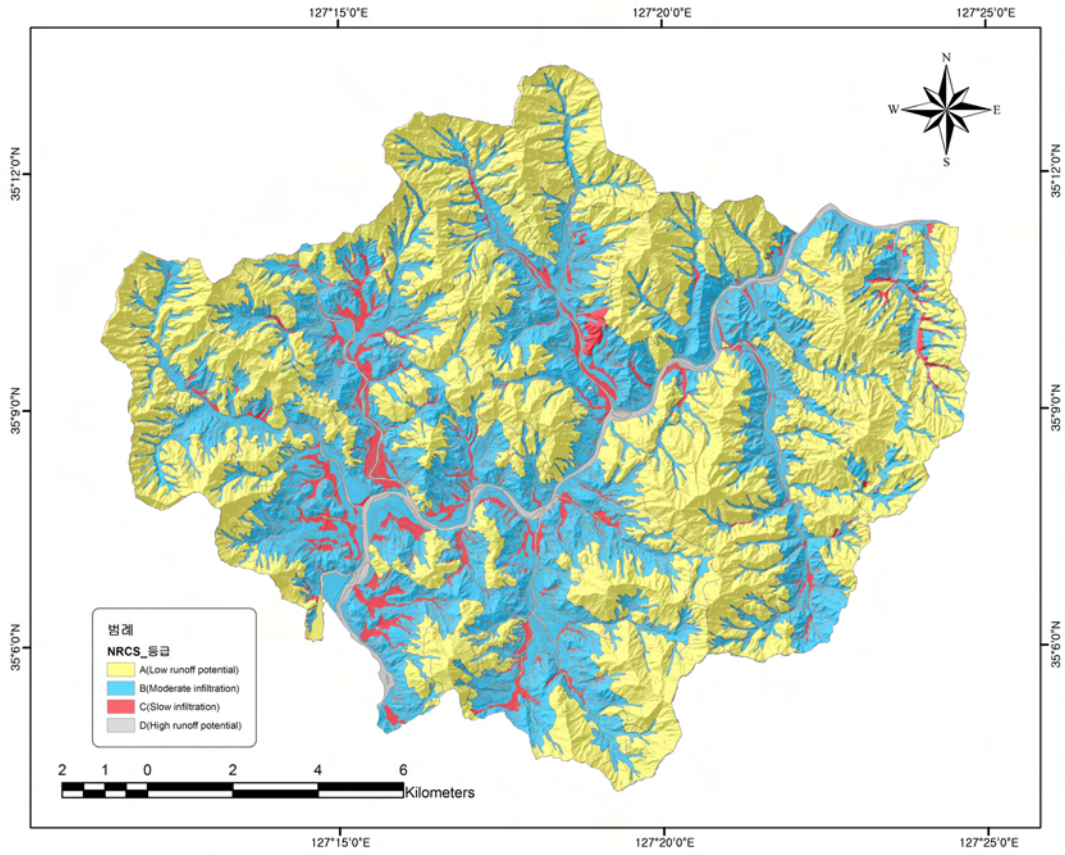 127°15'0"E 127°20'0"E 127°25'0"E
N
W E
S
35°12'0"N 35°12'0"N
35°9'0"N 35°9'0"N
35°6'0"N 35°6'0"N
범례
NRCS_등급
A(Low runoff potential)
B(Moderate infiltration)
C(Slow infiltration)
D(High runoff potential)
2 1 0 2 4 6
Kilometers
127°15'0"E 127°20'0"E 127°25'0"E